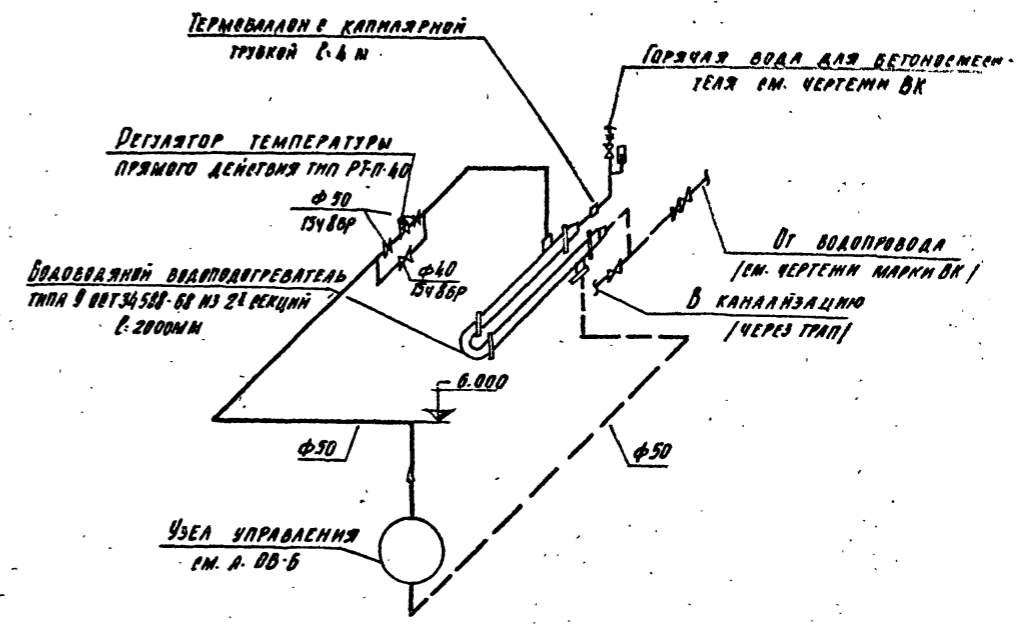 Термобаллон с капилярной
трубкой ℓ=4 м
Горячая вода для бетоносмеси-
теля см. чертежи ВК
Регулятор температуры
прямого действия тип РТ-П-40
ф 50
15ч8бр
ф40
15ч8бр
Водоводяной водоподогреватель
типа 9 ОСТ34588-68 из 2х секций
ℓ=2000мм
От водопровода
/см. чертежи марки ВК/
В канализацию
/через трап/
6.000
ф50
ф50
Узел управления
см. л. ОВ-6